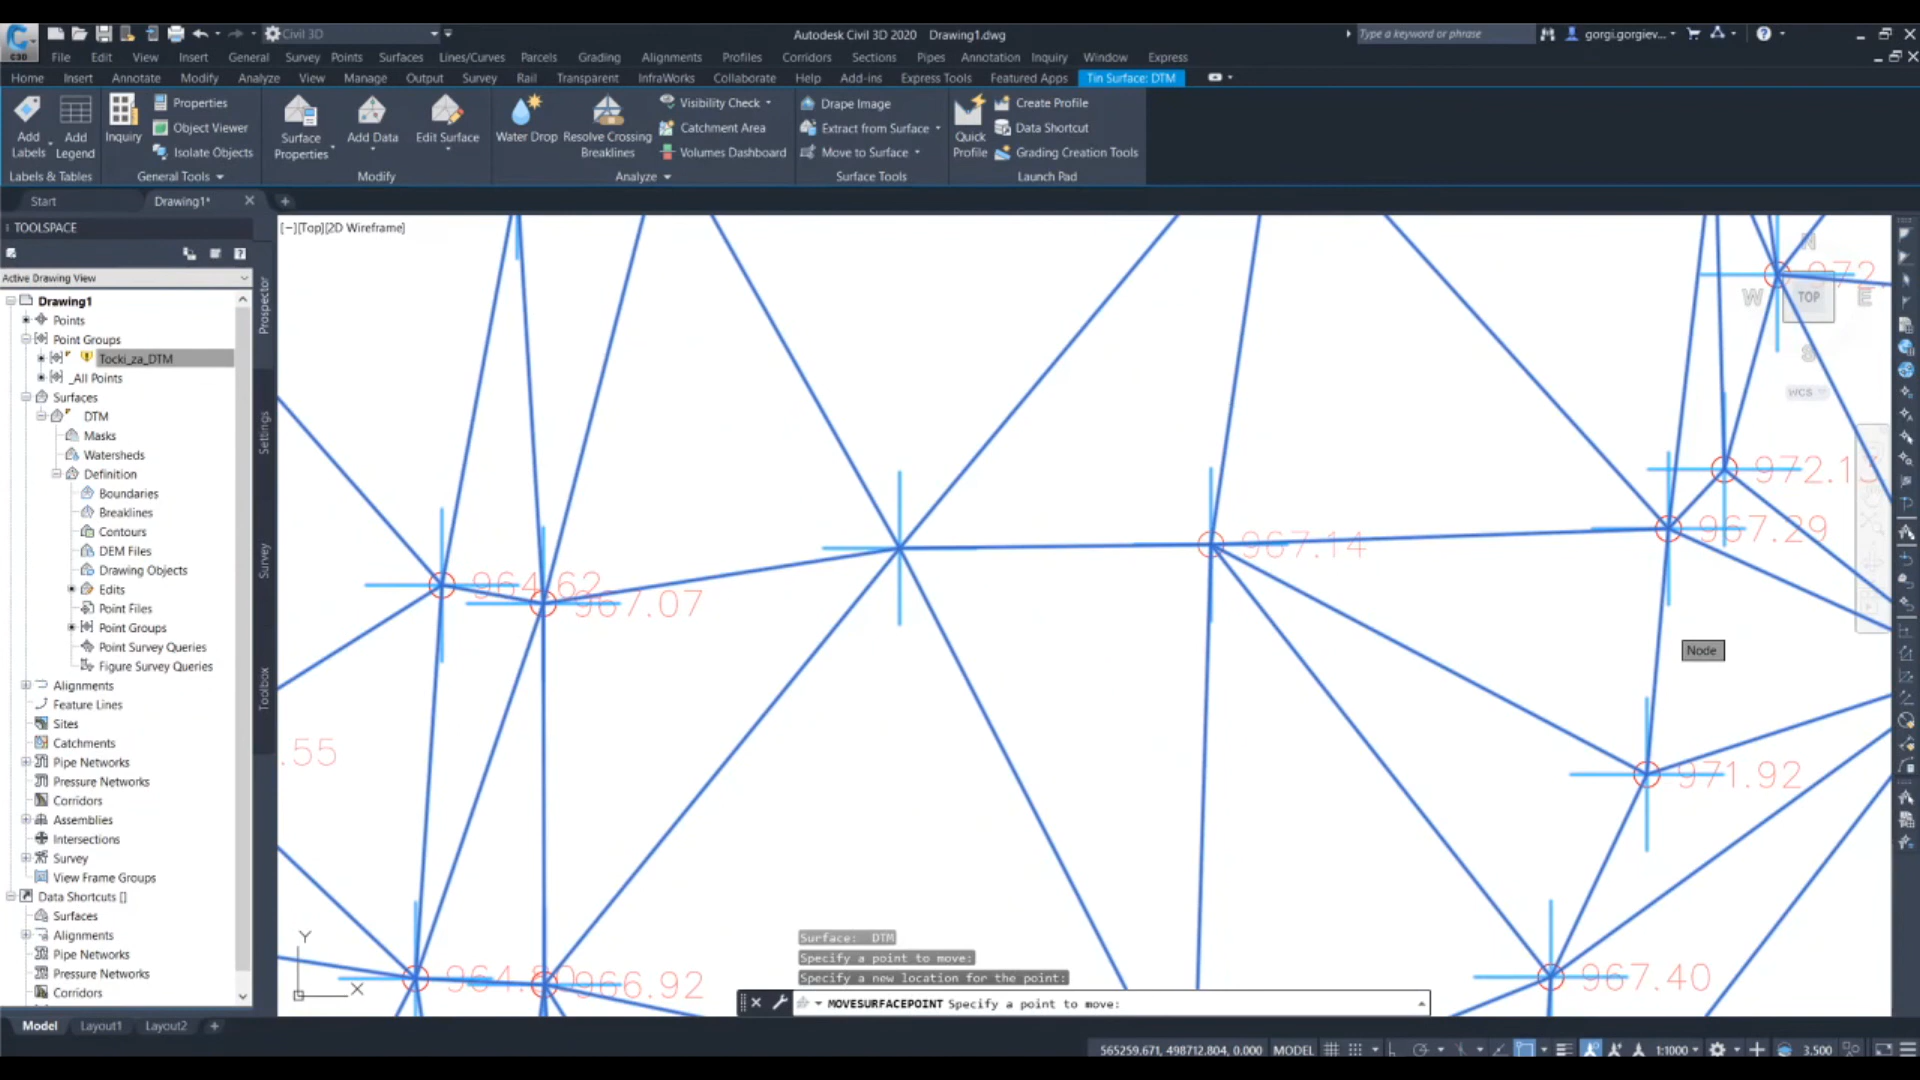 Civil 3D
Autodesk Civil 3D 2020 Drawing1.dwg
Type a keyword or phrase
gorgi.gorgiev...
C3D
File Edit View Insert General Survey Points Surfaces Lines/Curves Parcels Grading Alignments Profiles Corridors Sections Pipes Annotation Inquiry Window Express
Home Insert Annotate Modify Analyze View Manage Output Survey Rail Transparent InfraWorks Collaborate Help Add-ins Express Tools Featured Apps Tin Surface: DTM
Add Labels
Add Legend
Labels & Tables
Inquiry
Properties
Object Viewer
Isolate Objects
General Tools
Surface Properties
Add Data
Edit Surface
Modify
Water Drop
Resolve Crossing Breaklines
Visibility Check
Catchment Area
Volumes Dashboard
Analyze
Drape Image
Extract from Surface
Move to Surface
Surface Tools
Quick Profile
Create Profile
Data Shortcut
Grading Creation Tools
Launch Pad
Start
Drawing1*
TOOLSPACE
Active Drawing View
Drawing1
Points
Point Groups
Tocki_za_DTM
_All Points
Surfaces
DTM
Masks
Watersheds
Definition
Boundaries
Breaklines
Contours
DEM Files
Drawing Objects
Edits
Point Files
Point Groups
Point Survey Queries
Figure Survey Queries
Alignments
Feature Lines
Sites
Catchments
Pipe Networks
Pressure Networks
Corridors
Assemblies
Intersections
Survey
View Frame Groups
Data Shortcuts []
Surfaces
Alignments
Pipe Networks
Pressure Networks
Corridors
Prospector
Settings
Survey
Toolbox
[−][Top][2D Wireframe]
N
W
TOP
E
S
WCS
972.
972.13
967.29
967.14
964.62
967.07
Node
.55
971.92
966.92
967.40
Y
X
Surface: DTM
Specify a point to move:
Specify a new location for the point:
MOVESURFACEPOINT Specify a point to move:
Model Layout1 Layout2
565259.671, 498712.804, 0.000 MODEL
1:1000
3.500